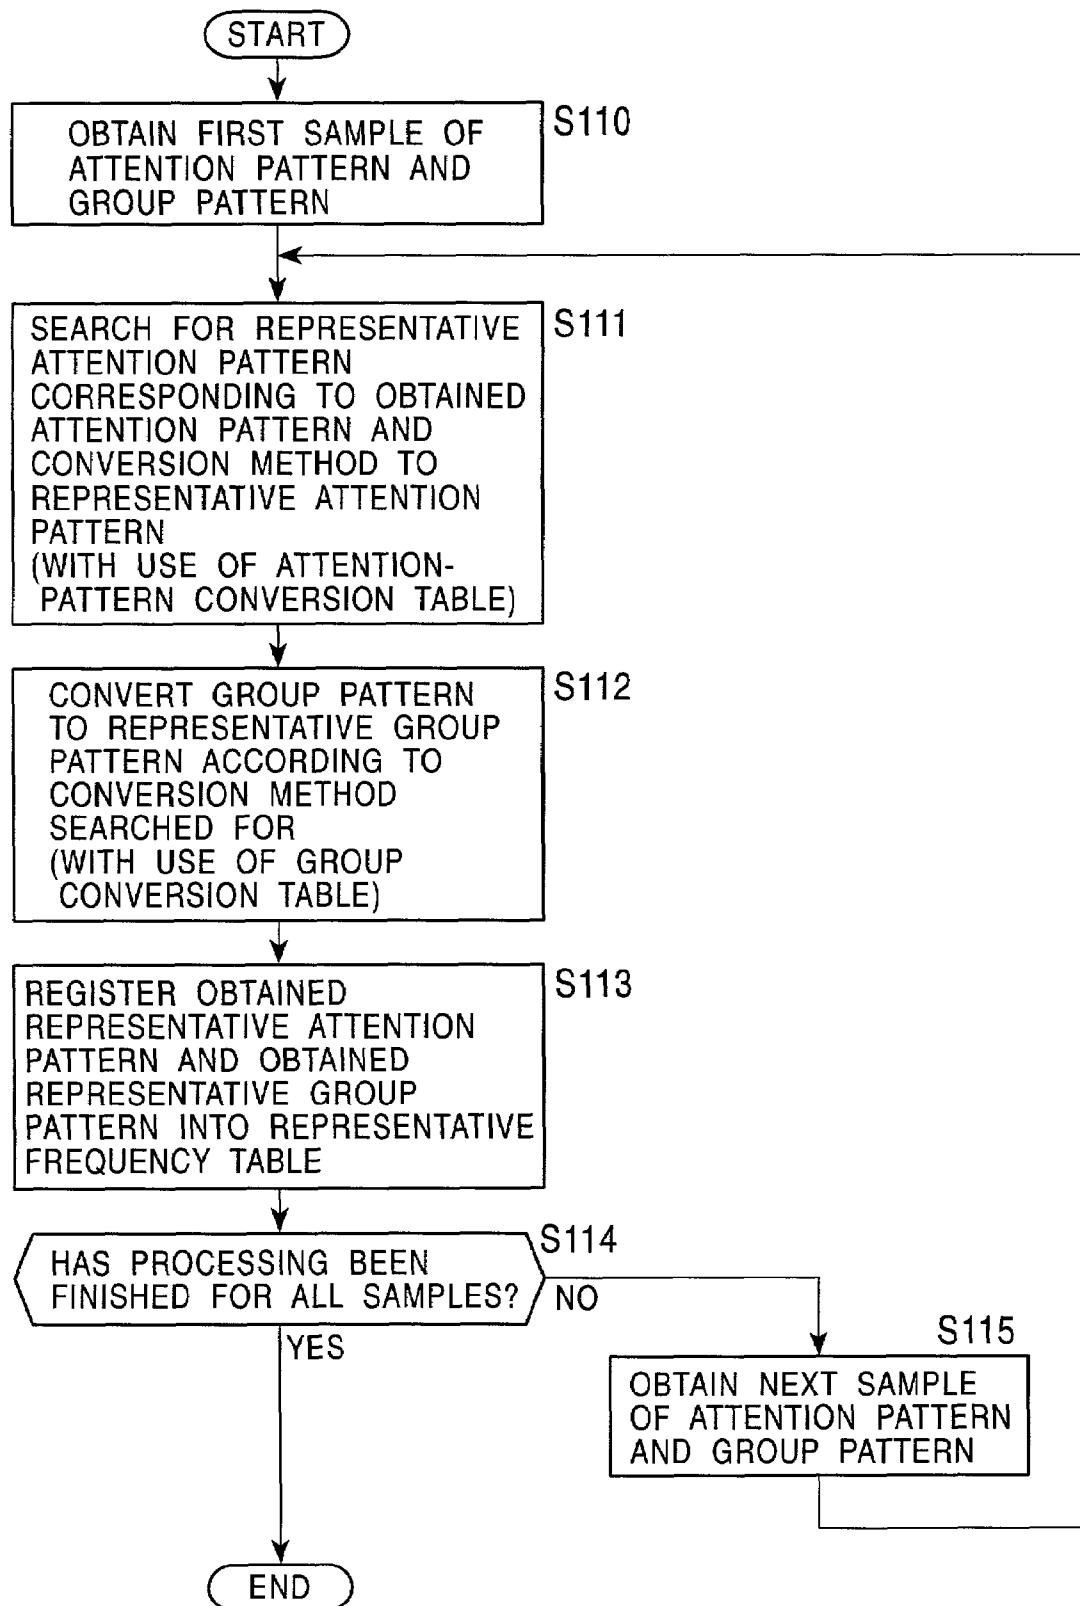 START
OBTAIN FIRST SAMPLE OF
ATTENTION PATTERN AND
GROUP PATTERN
S110
SEARCH FOR REPRESENTATIVE
ATTENTION PATTERN
CORRESPONDING TO OBTAINED
ATTENTION PATTERN AND
CONVERSION METHOD TO
REPRESENTATIVE ATTENTION
PATTERN
(WITH USE OF ATTENTION-
PATTERN CONVERSION TABLE)
S111
CONVERT GROUP PATTERN
TO REPRESENTATIVE GROUP
PATTERN ACCORDING TO
CONVERSION METHOD
SEARCHED FOR
(WITH USE OF GROUP
CONVERSION TABLE)
S112
REGISTER OBTAINED
REPRESENTATIVE ATTENTION
PATTERN AND OBTAINED
REPRESENTATIVE GROUP
PATTERN INTO REPRESENTATIVE
FREQUENCY TABLE
S113
HAS PROCESSING BEEN
FINISHED FOR ALL SAMPLES?
S114
NO
YES
S115
OBTAIN NEXT SAMPLE
OF ATTENTION PATTERN
AND GROUP PATTERN
END